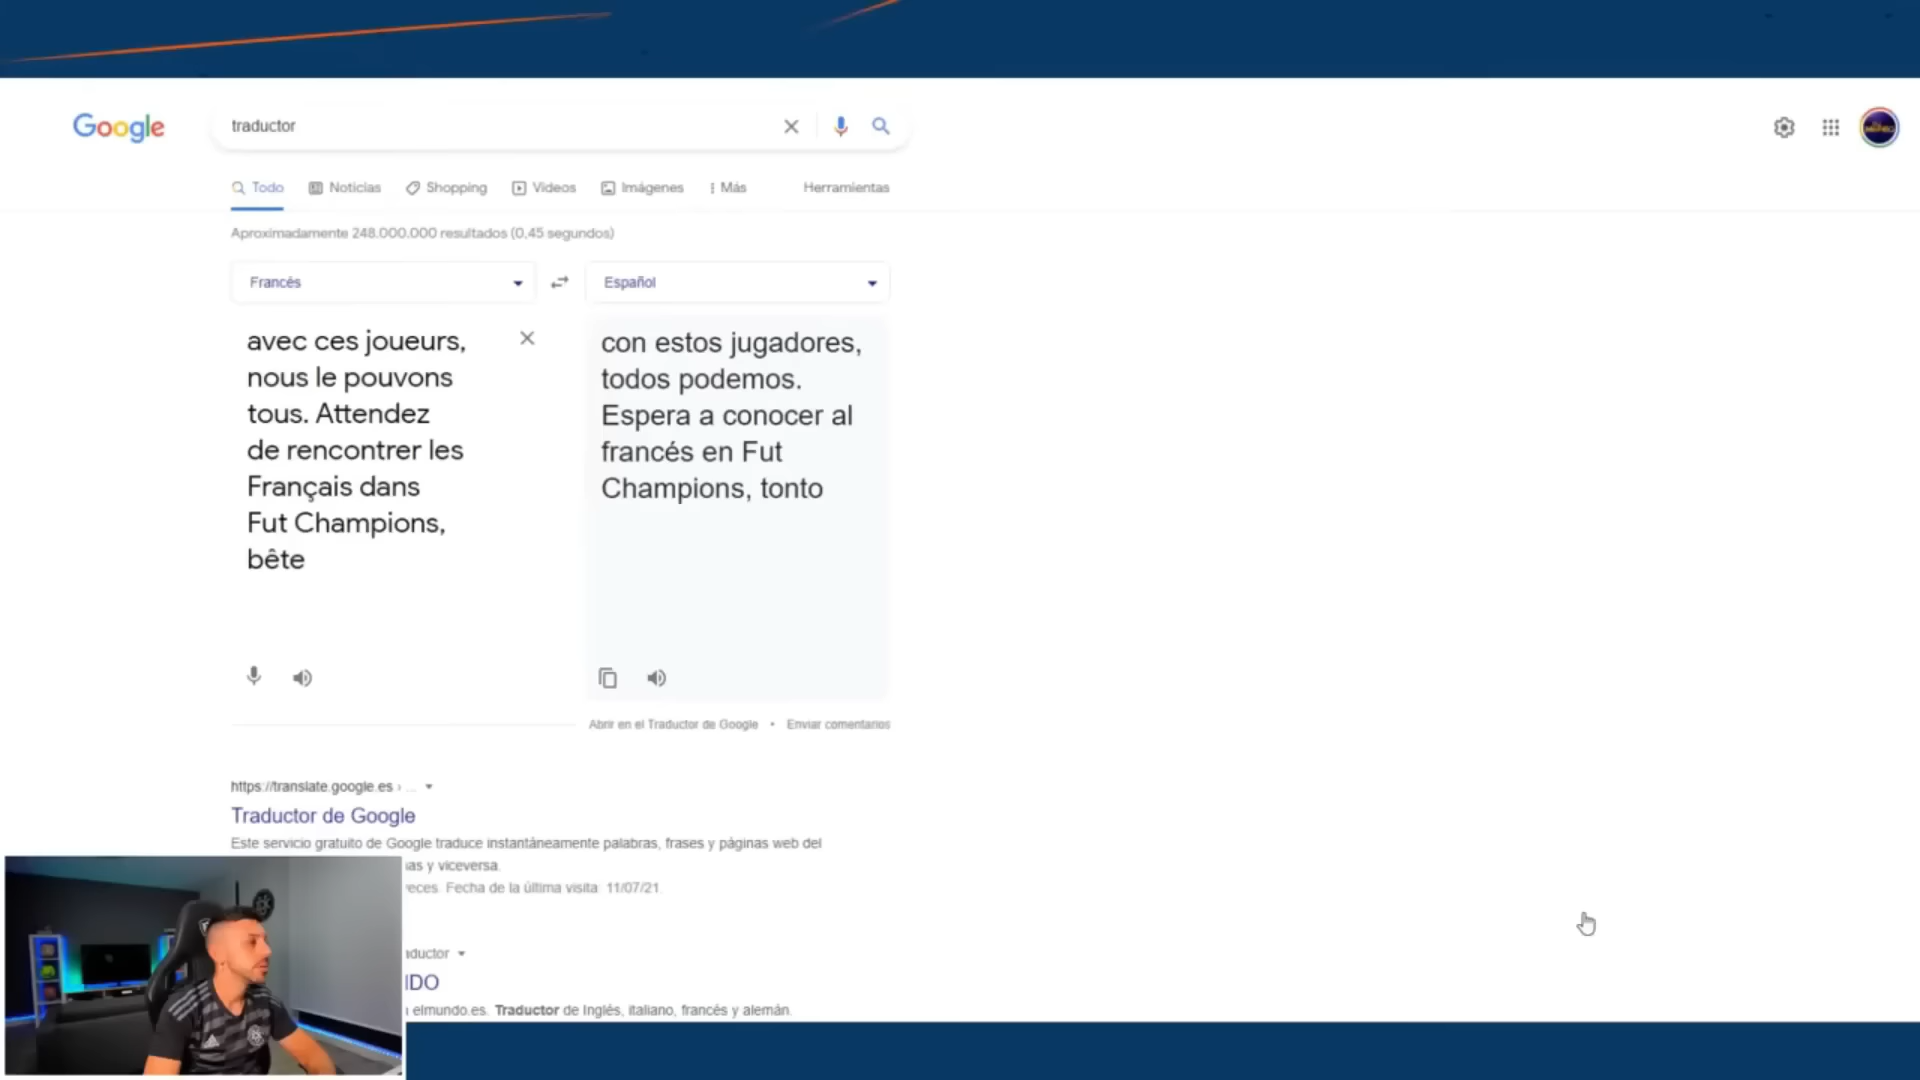 Google
traductor
Todo Noticias Shopping Videos Imágenes Más Herramientas
Aproximadamente 248.000.000 resultados (0,45 segundos)
Francés Español
avec ces joueurs,
nous le pouvons
tous. Attendez
de rencontrer les
Français dans
Fut Champions,
bête
con estos jugadores,
todos podemos.
Espera a conocer al
francés en Fut
Champions, tonto
Abrir en el Traductor de Google • Enviar comentarios
https://translate.google.es › ...
Traductor de Google
Este servicio gratuito de Google traduce instantáneamente palabras, frases y páginas web del
as y viceversa.
eces. Fecha de la última visita: 11/07/21.
aductor
IDO
elmundo.es. Traductor de Inglés, italiano, francés y alemán.